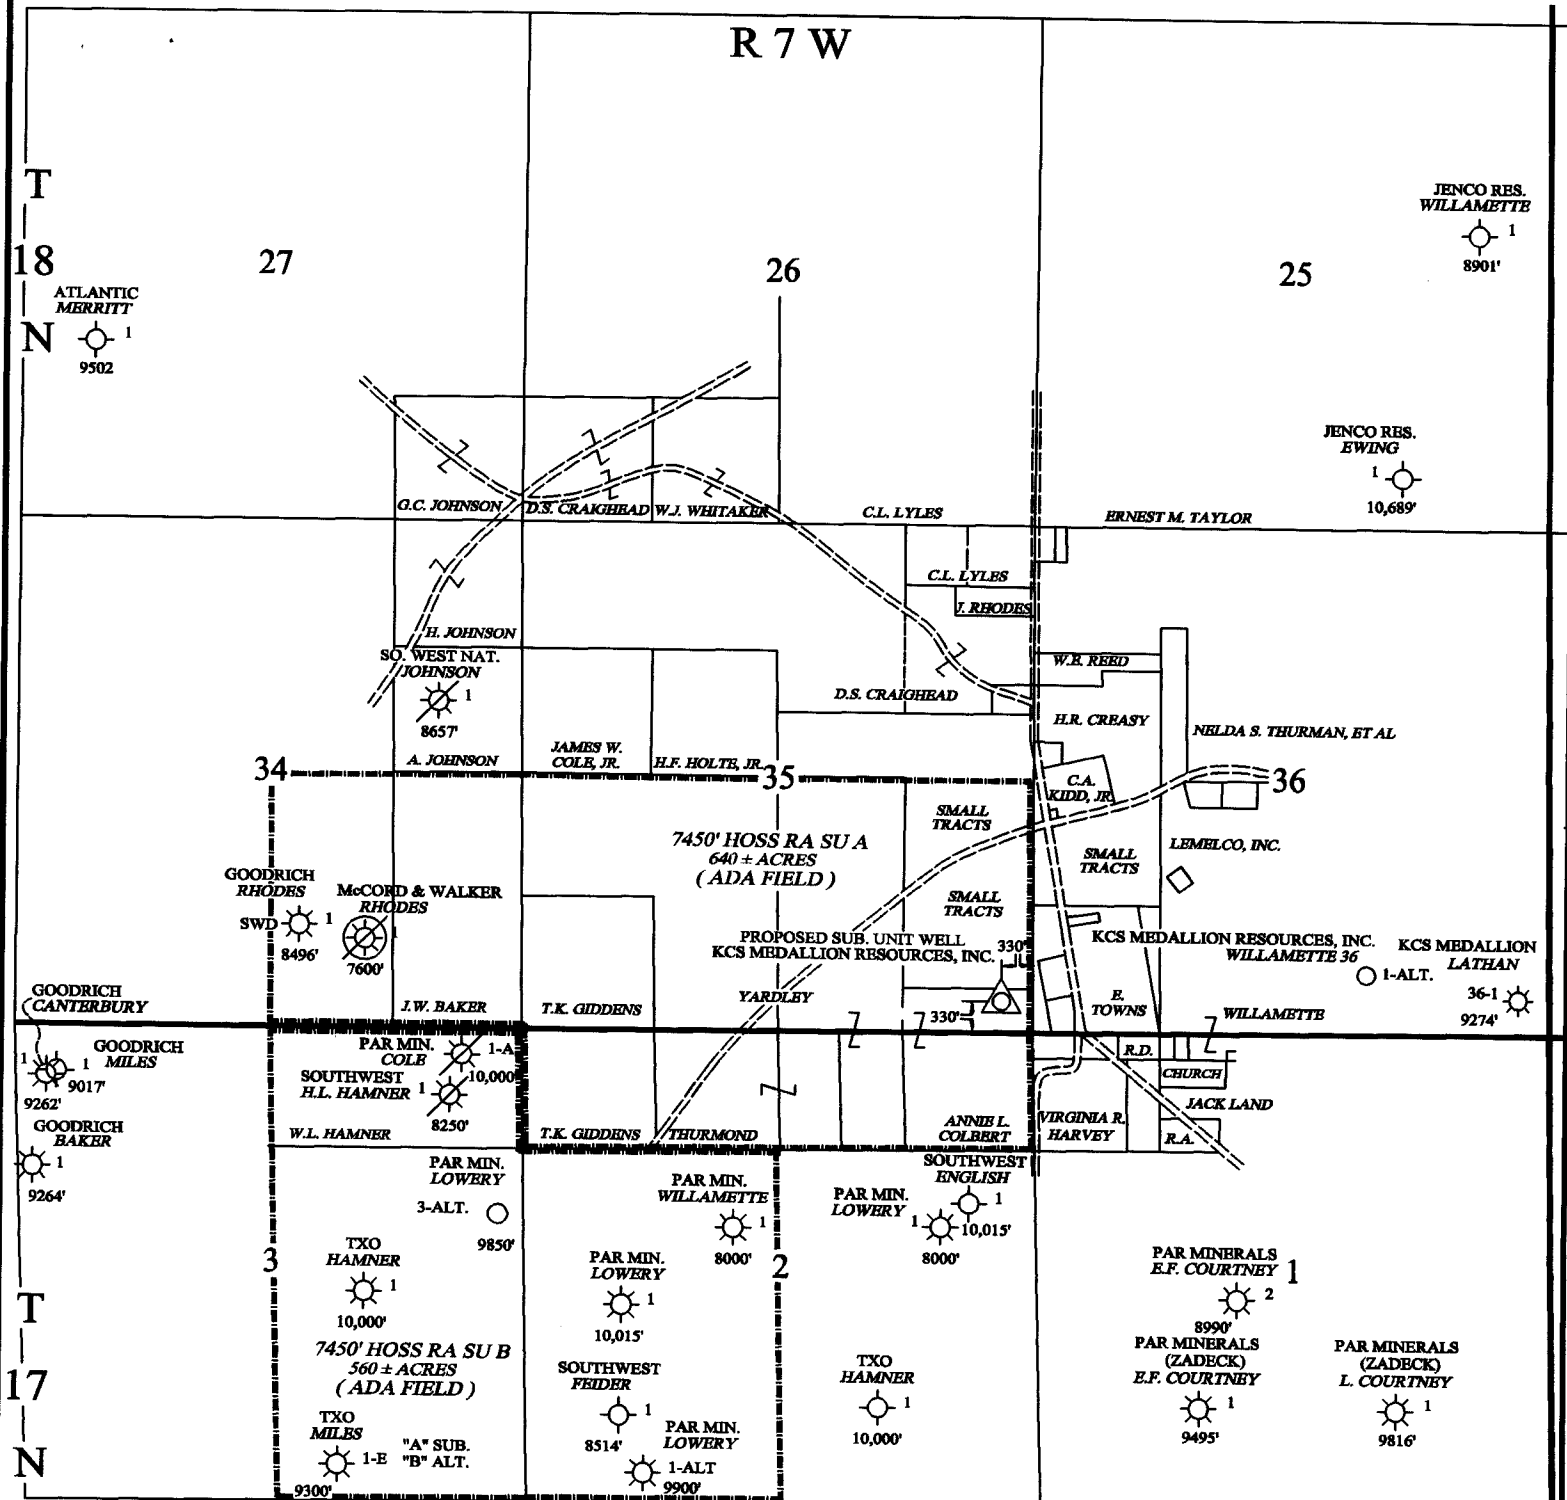 R 7 W
T
18
N
27
26
25
JENCO RES.
WILLAMETTE
1
8901'
ATLANTIC
MERRITT
1
9502
JENCO RES.
EWING
1
10,689'
G.C. JOHNSON
D.S. CRAIGHEAD
W.J. WHITAKER
C.L. LYLES
ERNEST M. TAYLOR
C.L. LYLES
J. RHODES
H. JOHNSON
SO. WEST NAT.
JOHNSON
1
8657'
W.B. REED
D.S. CRAIGHEAD
H.R. CREASY
NELDA S. THURMAN, ET AL
A. JOHNSON
JAMES W.
COLE, JR.
H.F. HOLTE, JR.
34
35
36
C.A.
KIDD, JR.
SMALL
TRACTS
7450' HOSS RA SU A
640 ± ACRES
( ADA FIELD )
SMALL
TRACTS
LEMELCO, INC.
SMALL
TRACTS
GOODRICH
RHODES
SWD
1
8496'
McCORD & WALKER
RHODES
1
7600'
PROPOSED SUB. UNIT WELL
KCS MEDALLION RESOURCES, INC.
330'
330'
KCS MEDALLION RESOURCES, INC.
WILLAMETTE 36
1-ALT.
KCS MEDALLION
LATHAN
36-1
9274'
GOODRICH
CANTERBURY
J.W. BAKER
T.K. GIDDENS
YARDLEY
E.
TOWNS
WILLAMETTE
1
9262'
GOODRICH
MILES
1
9017'
PAR MIN.
COLE
1-A
10,000'
SOUTHWEST
H.L. HAMNER
1
8250'
R.D.
CHURCH
JACK LAND
GOODRICH
BAKER
1
9264'
W.L. HAMNER
T.K. GIDDENS
THURMOND
ANNIE L.
COLBERT
VIRGINIA R.
HARVEY
R.A.
PAR MIN.
LOWERY
3-ALT.
9850'
PAR MIN.
WILLAMETTE
1
8000'
PAR MIN.
LOWERY
1
8000'
SOUTHWEST
ENGLISH
1
10,015'
3
2
1
TXO
HAMNER
1
10,000'
PAR MIN.
LOWERY
1
10,015'
PAR MINERALS
E.F. COURTNEY
2
8990'
T
17
N
7450' HOSS RA SU B
560 ± ACRES
( ADA FIELD )
SOUTHWEST
FEIDER
1
8514'
TXO
HAMNER
1
10,000'
PAR MINERALS
(ZADECK)
E.F. COURTNEY
1
9495'
PAR MINERALS
(ZADECK)
L. COURTNEY
1
9816'
TXO
MILES
1-E
"A" SUB.
"B" ALT.
9300'
PAR MIN.
LOWERY
1-ALT
9900'